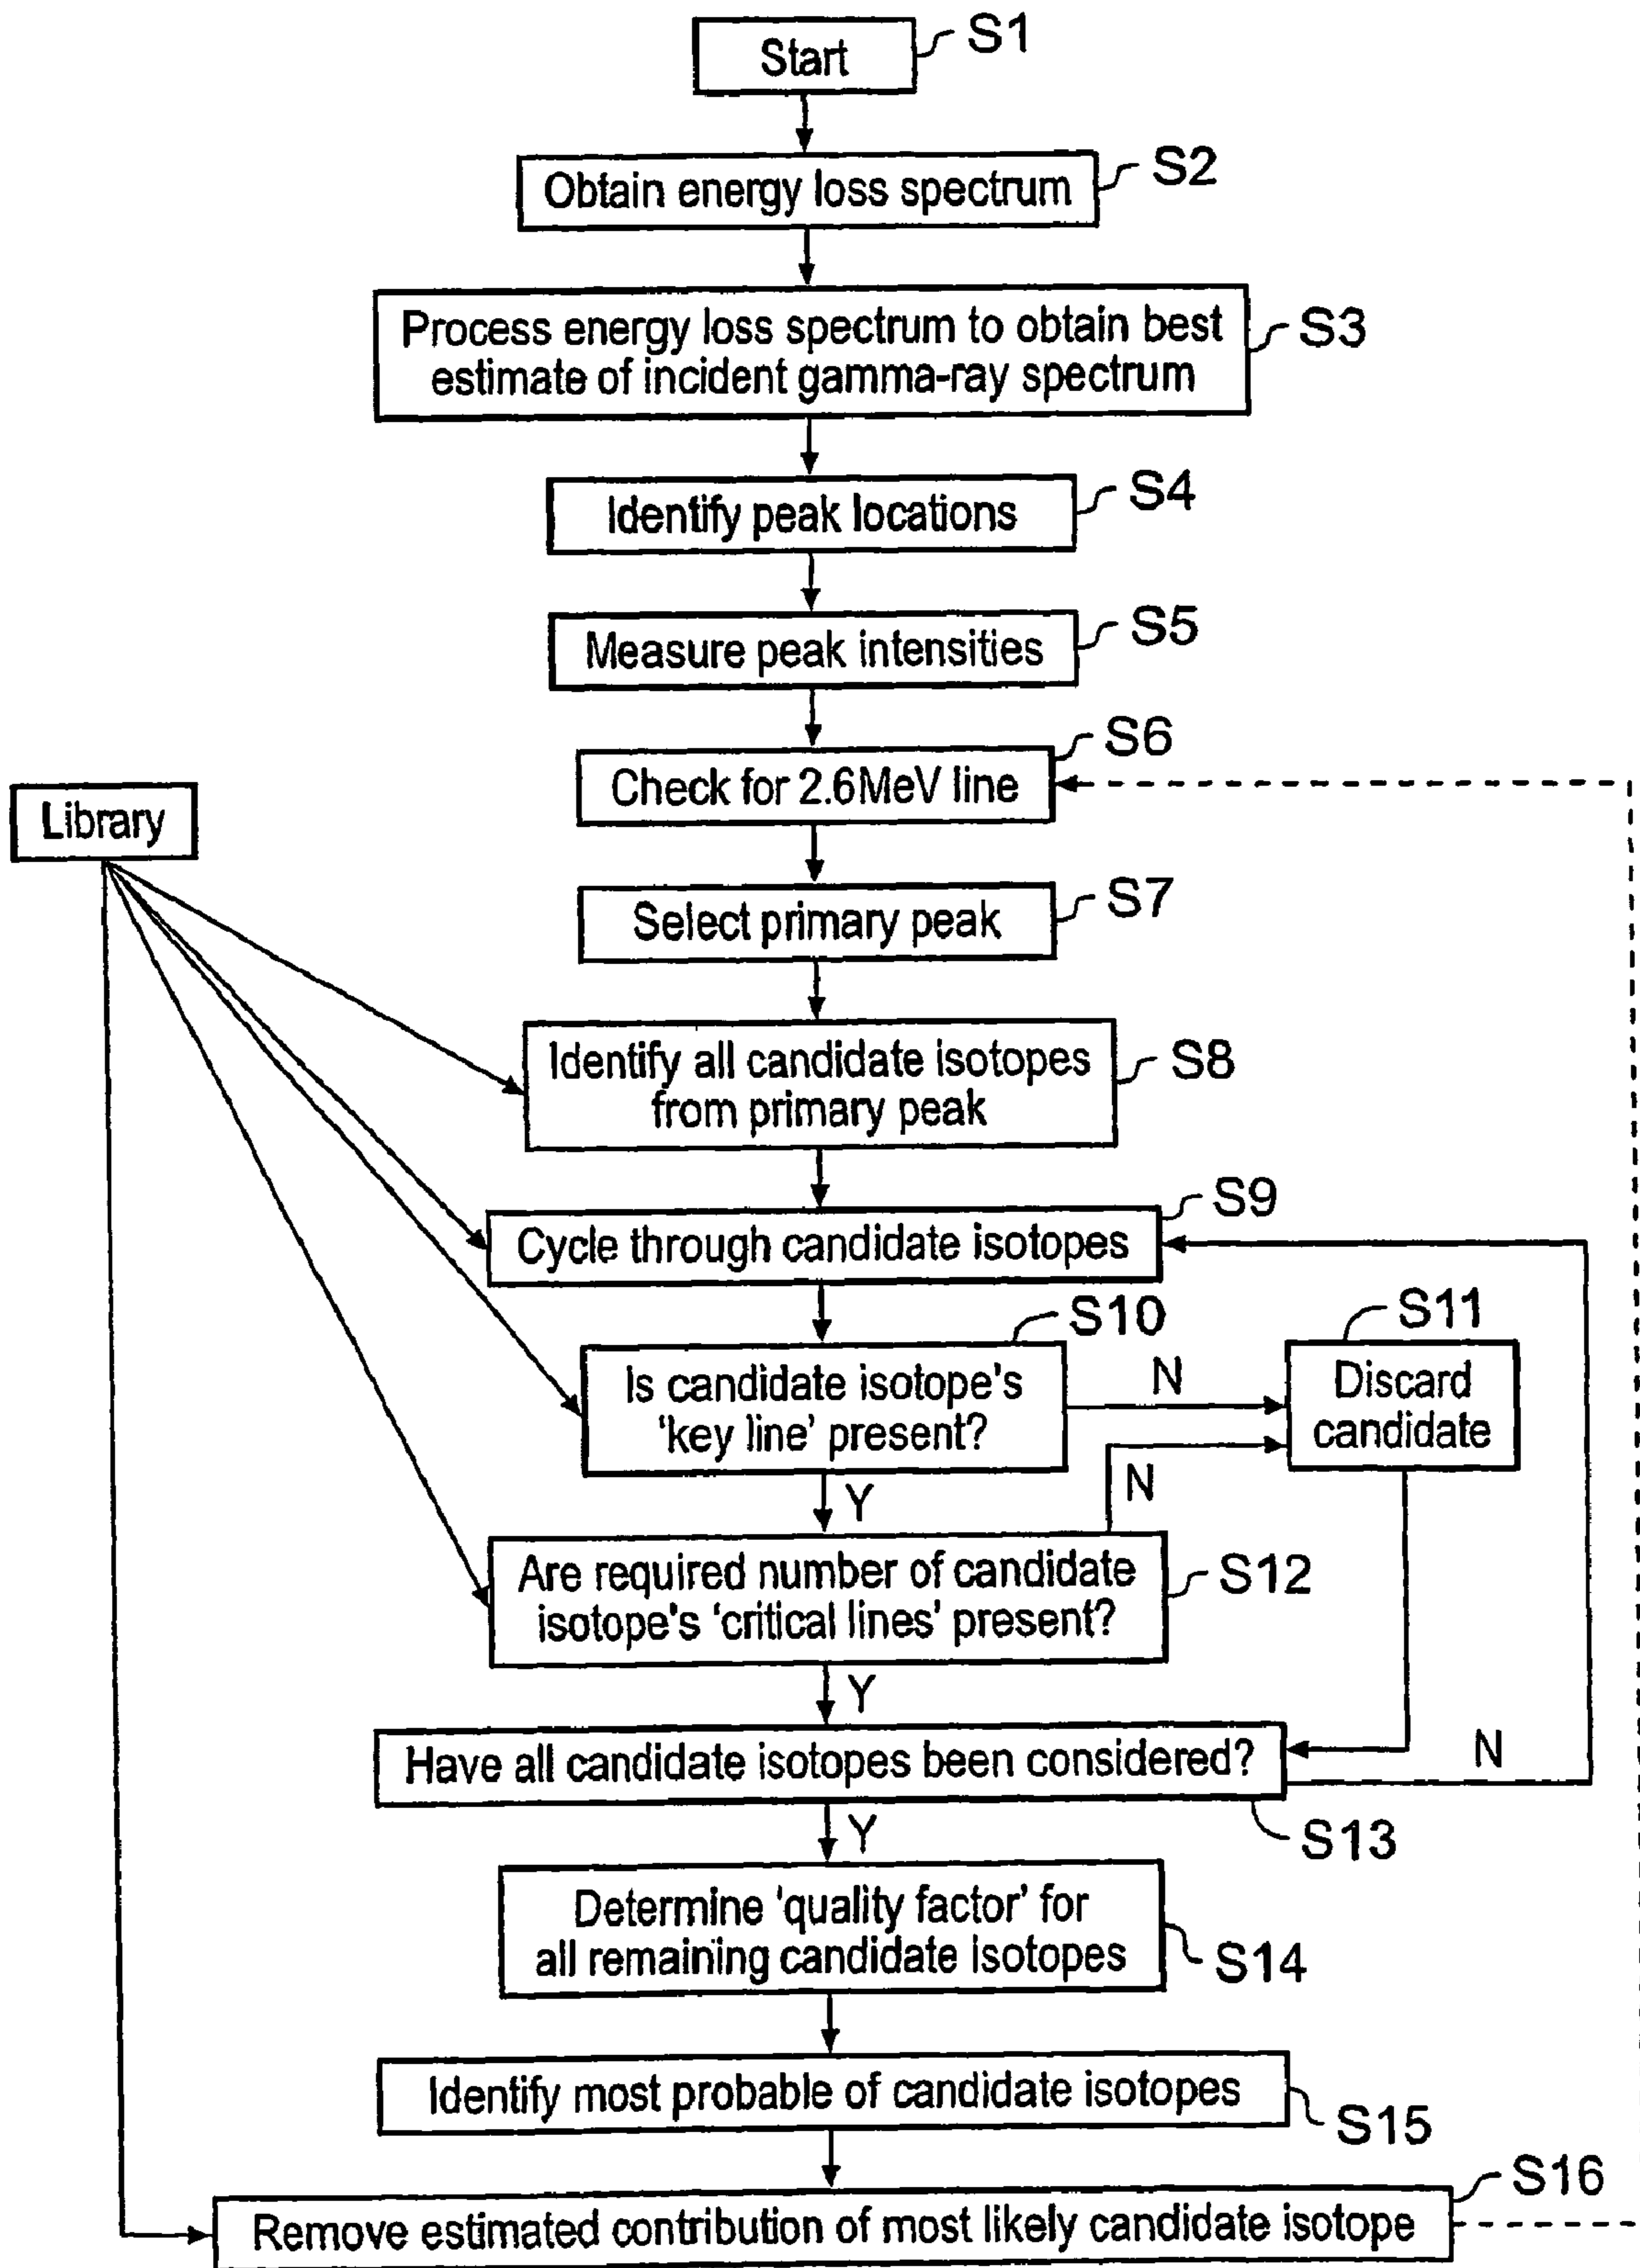 Start
S1
Obtain energy loss spectrum
S2
Process energy loss spectrum to obtain best
estimate of incident gamma-ray spectrum
S3
Identify peak locations
S4
Measure peak intensities
S5
Check for 2.6MeV line
S6
Library
Select primary peak
S7
Identify all candidate isotopes
from primary peak
S8
Cycle through candidate isotopes
S9
Is candidate isotope's
'key line' present?
S10
N
Discard
candidate
S11
Y
N
Are required number of candidate
isotope's 'critical lines' present?
S12
Y
Have all candidate isotopes been considered?
N
S13
Y
Determine 'quality factor' for
all remaining candidate isotopes
S14
Identify most probable of candidate isotopes
S15
Remove estimated contribution of most likely candidate isotope
S16